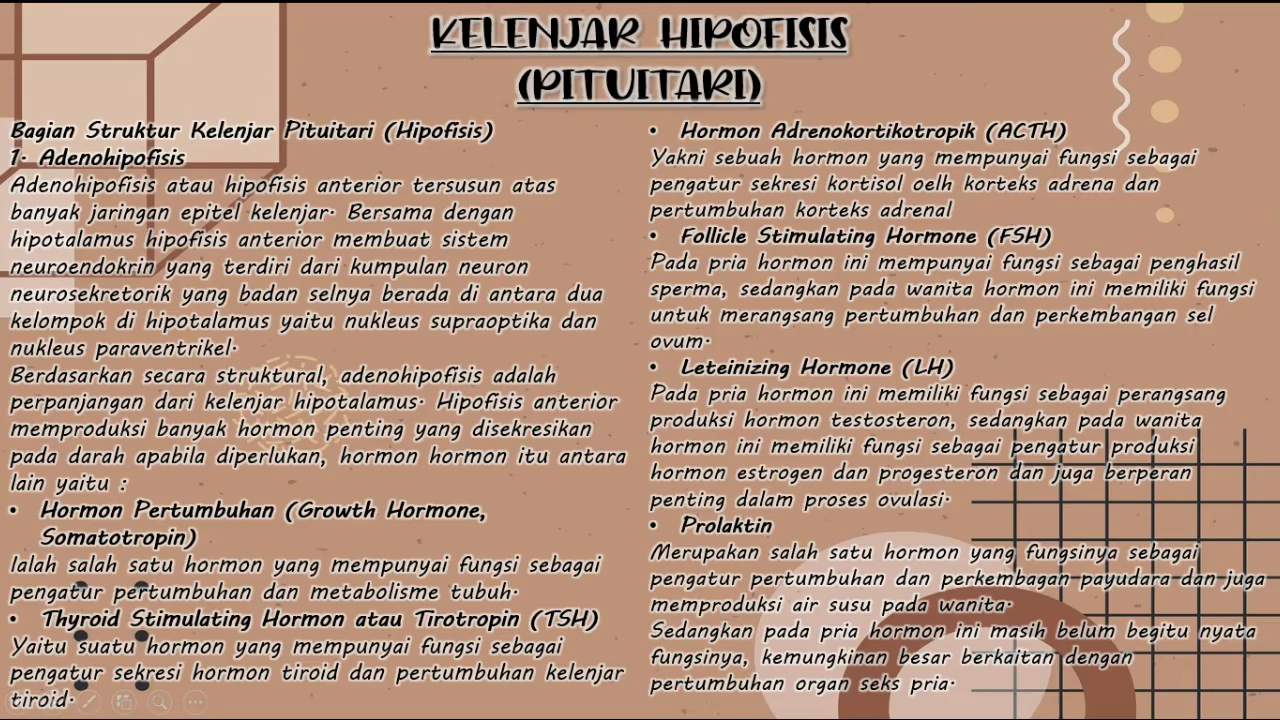 KELENJAR HIPOFISIS
(PITUITARI)
Bagian Struktur Kelenjar Pituitari (Hipofisis)
1. Adenohipofisis
Adenohipofisis atau hipofisis anterior tersusun atas
banyak jaringan epitel kelenjar. Bersama dengan
hipotalamus hipofisis anterior membuat sistem
neuroendokrin yang terdiri dari kumpulan neuron
neurosekretorik yang badan selnya berada di antara dua
kelompok di hipotalamus yaitu nukleus supraoptika dan
nukleus paraventrikel.
Berdasarkan secara struktural, adenohipofisis adalah
perpanjangan dari kelenjar hipotalamus. Hipofisis anterior
memproduksi banyak hormon penting yang disekresikan
pada darah apabila diperlukan, hormon hormon itu antara
lain yaitu :
• Hormon Pertumbuhan (Growth Hormone,
Somatotropin)
Ialah salah satu hormon yang mempunyai fungsi sebagai
pengatur pertumbuhan dan metabolisme tubuh.
• Thyroid Stimulating Hormon atau Tirotropin (TSH)
Yaitu suatu hormon yang mempunyai fungsi sebagai
pengatur sekresi hormon tiroid dan pertumbuhan kelenjar
tiroid.
• Hormon Adrenokortikotropik (ACTH)
Yakni sebuah hormon yang mempunyai fungsi sebagai
pengatur sekresi kortisol oelh korteks adrena dan
pertumbuhan korteks adrenal
• Follicle Stimulating Hormone (FSH)
Pada pria hormon ini mempunyai fungsi sebagai penghasil
sperma, sedangkan pada wanita hormon ini memiliki fungsi
untuk merangsang pertumbuhan dan perkembangan sel
ovum.
• Leteinizing Hormone (LH)
Pada pria hormon ini memiliki fungsi sebagai perangsang
produksi hormon testosteron, sedangkan pada wanita
hormon ini memiliki fungsi sebagai pengatur produksi
hormon estrogen dan progesteron dan juga berperan
penting dalam proses ovulasi.
• Prolaktin
Merupakan salah satu hormon yang fungsinya sebagai
pengatur pertumbuhan dan perkembagan payudara dan juga
memproduksi air susu pada wanita.
Sedangkan pada pria hormon ini masih belum begitu nyata
fungsinya, kemungkinan besar berkaitan dengan
pertumbuhan organ seks pria.